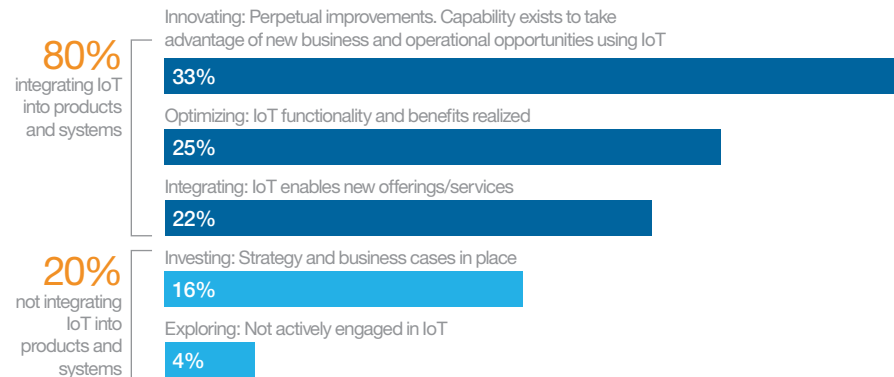 Innovating: Perpetual improvements. Capability exists to take
advantage of new business and operational opportunities using IoT
80%
integrating IoT
into products
and systems
33%
Optimizing: IoT functionality and benefits realized
25%
Integrating: IoT enables new offerings/services
22%
Investing: Strategy and business cases in place
20%
not integrating
IoT into
products and
systems
16%
Exploring: Not actively engaged in IoT
4%